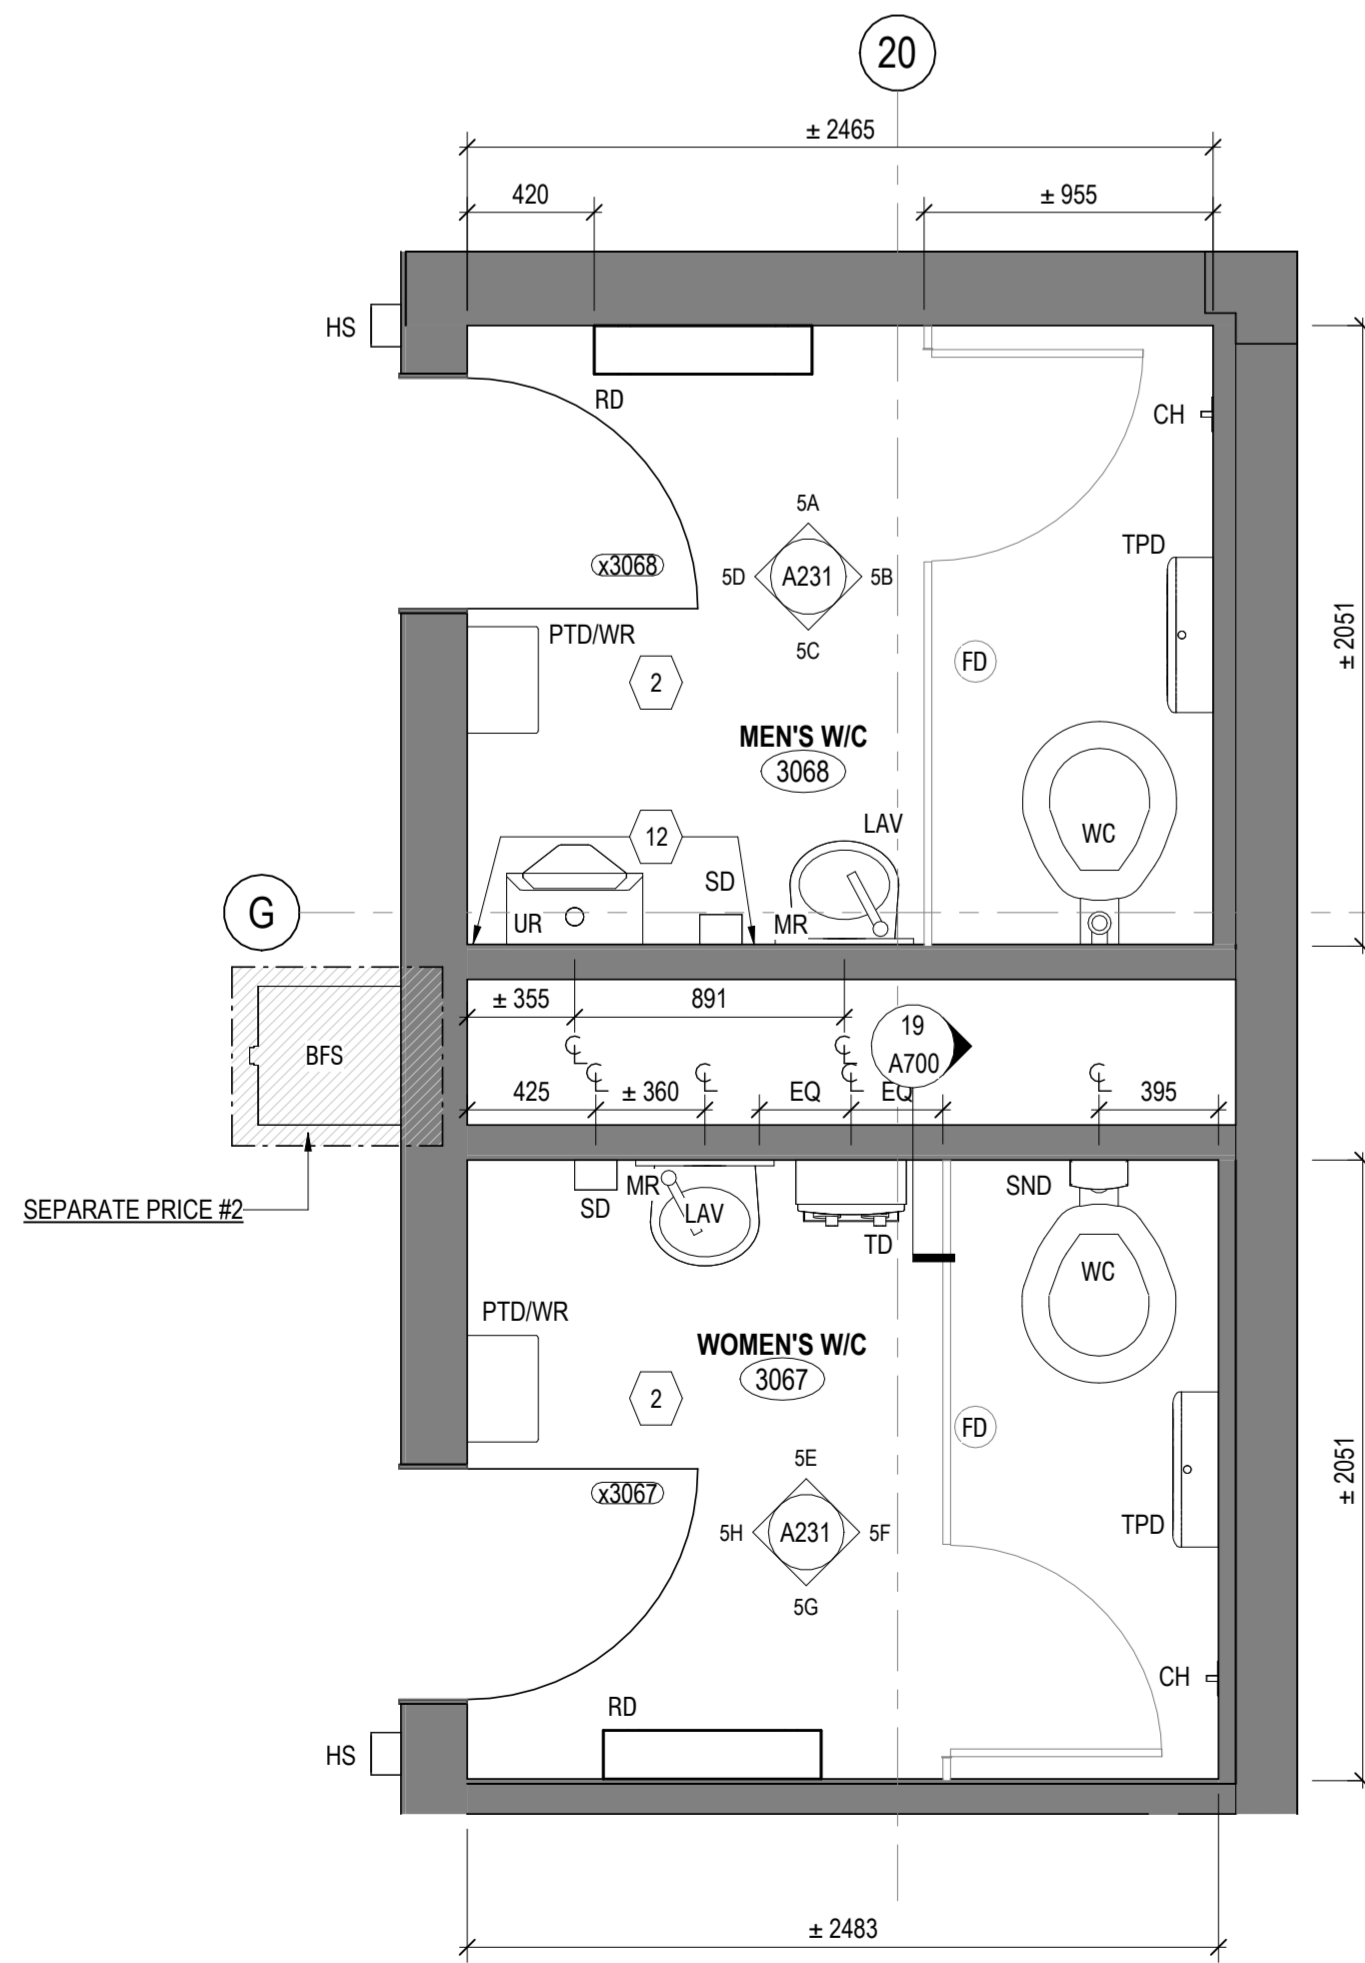 20
± 2465
420
± 955
HS
RD
CH
5A
TPD
x3068
5D
A231
5B
± 2051
PTD/WR
5C
FD
2
MEN'S W/C
3068
LAV
WC
12
SD
G
UR
MR
± 355
891
19
BFS
A700
425
± 360
EQ
EQ
395
SEPARATE PRICE #2
MR
SND
SD
LAV
TD
WC
PTD/WR
WOMEN'S W/C
3067
2
FD
5E
x3067
± 2051
5H
A231
5F
TPD
5G
CH
RD
HS
± 2483